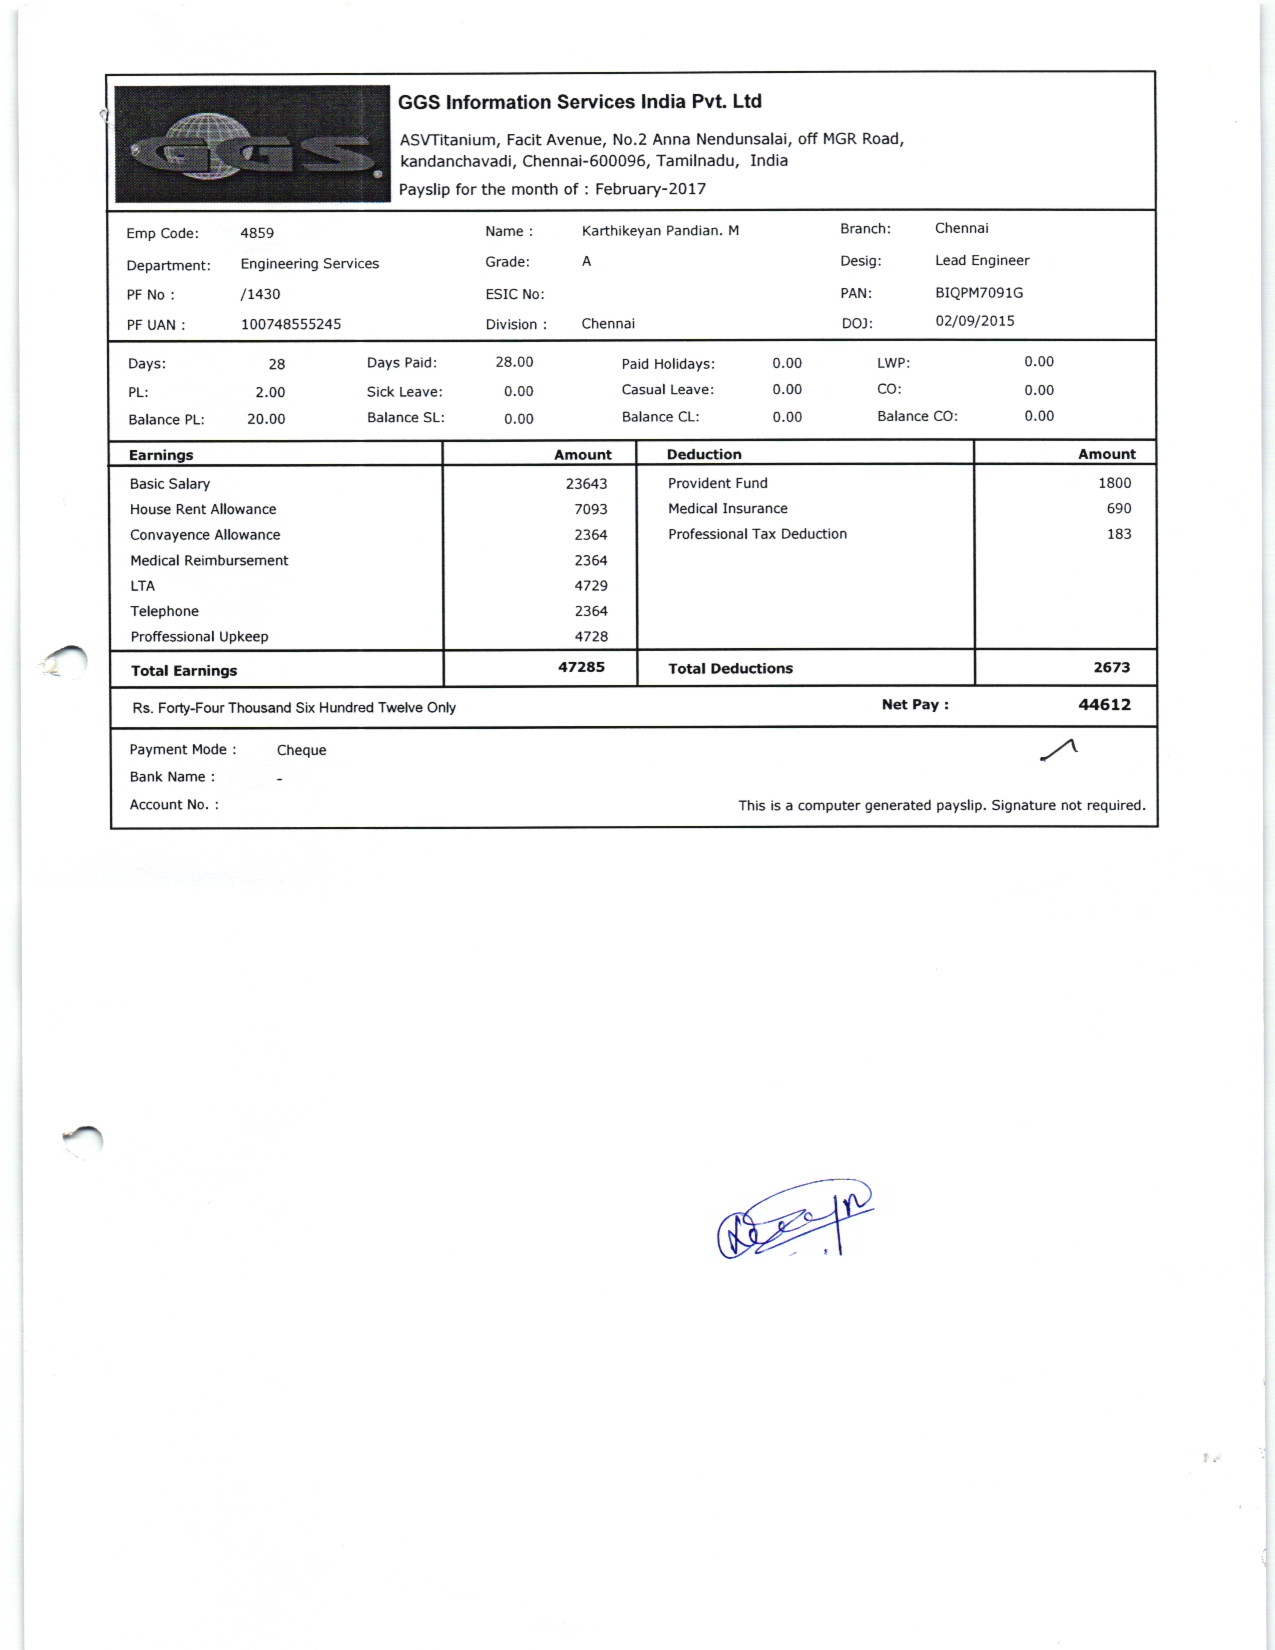 GGS
GGS Information Services India Pvt. Ltd
ASVTitanium, Facit Avenue, No.2 Anna Nendunsalai, off MGR Road,
kandanchavadi, Chennai-600096, Tamilnadu, India
Payslip for the month of : February-2017
Emp Code: 4859 Name : Karthikeyan Pandian. M Branch: Chennai
Department: Engineering Services Grade: A Desig: Lead Engineer
PF No : /1430 ESIC No: PAN: BIQPM7091G
PF UAN : 100748555245 Division : Chennai DOJ: 02/09/2015
Days: 28 Days Paid: 28.00 Paid Holidays: 0.00 LWP: 0.00
PL: 2.00 Sick Leave: 0.00 Casual Leave: 0.00 CO: 0.00
Balance PL: 20.00 Balance SL: 0.00 Balance CL: 0.00 Balance CO: 0.00
Earnings Amount Deduction Amount
Basic Salary 23643 Provident Fund 1800
House Rent Allowance 7093 Medical Insurance 690
Convayence Allowance 2364 Professional Tax Deduction 183
Medical Reimbursement 2364
LTA 4729
Telephone 2364
Proffessional Upkeep 4728
Total Earnings 47285 Total Deductions 2673
Rs. Forty-Four Thousand Six Hundred Twelve Only Net Pay : 44612
Payment Mode : Cheque
Bank Name : -
Account No. : This is a computer generated payslip. Signature not required.